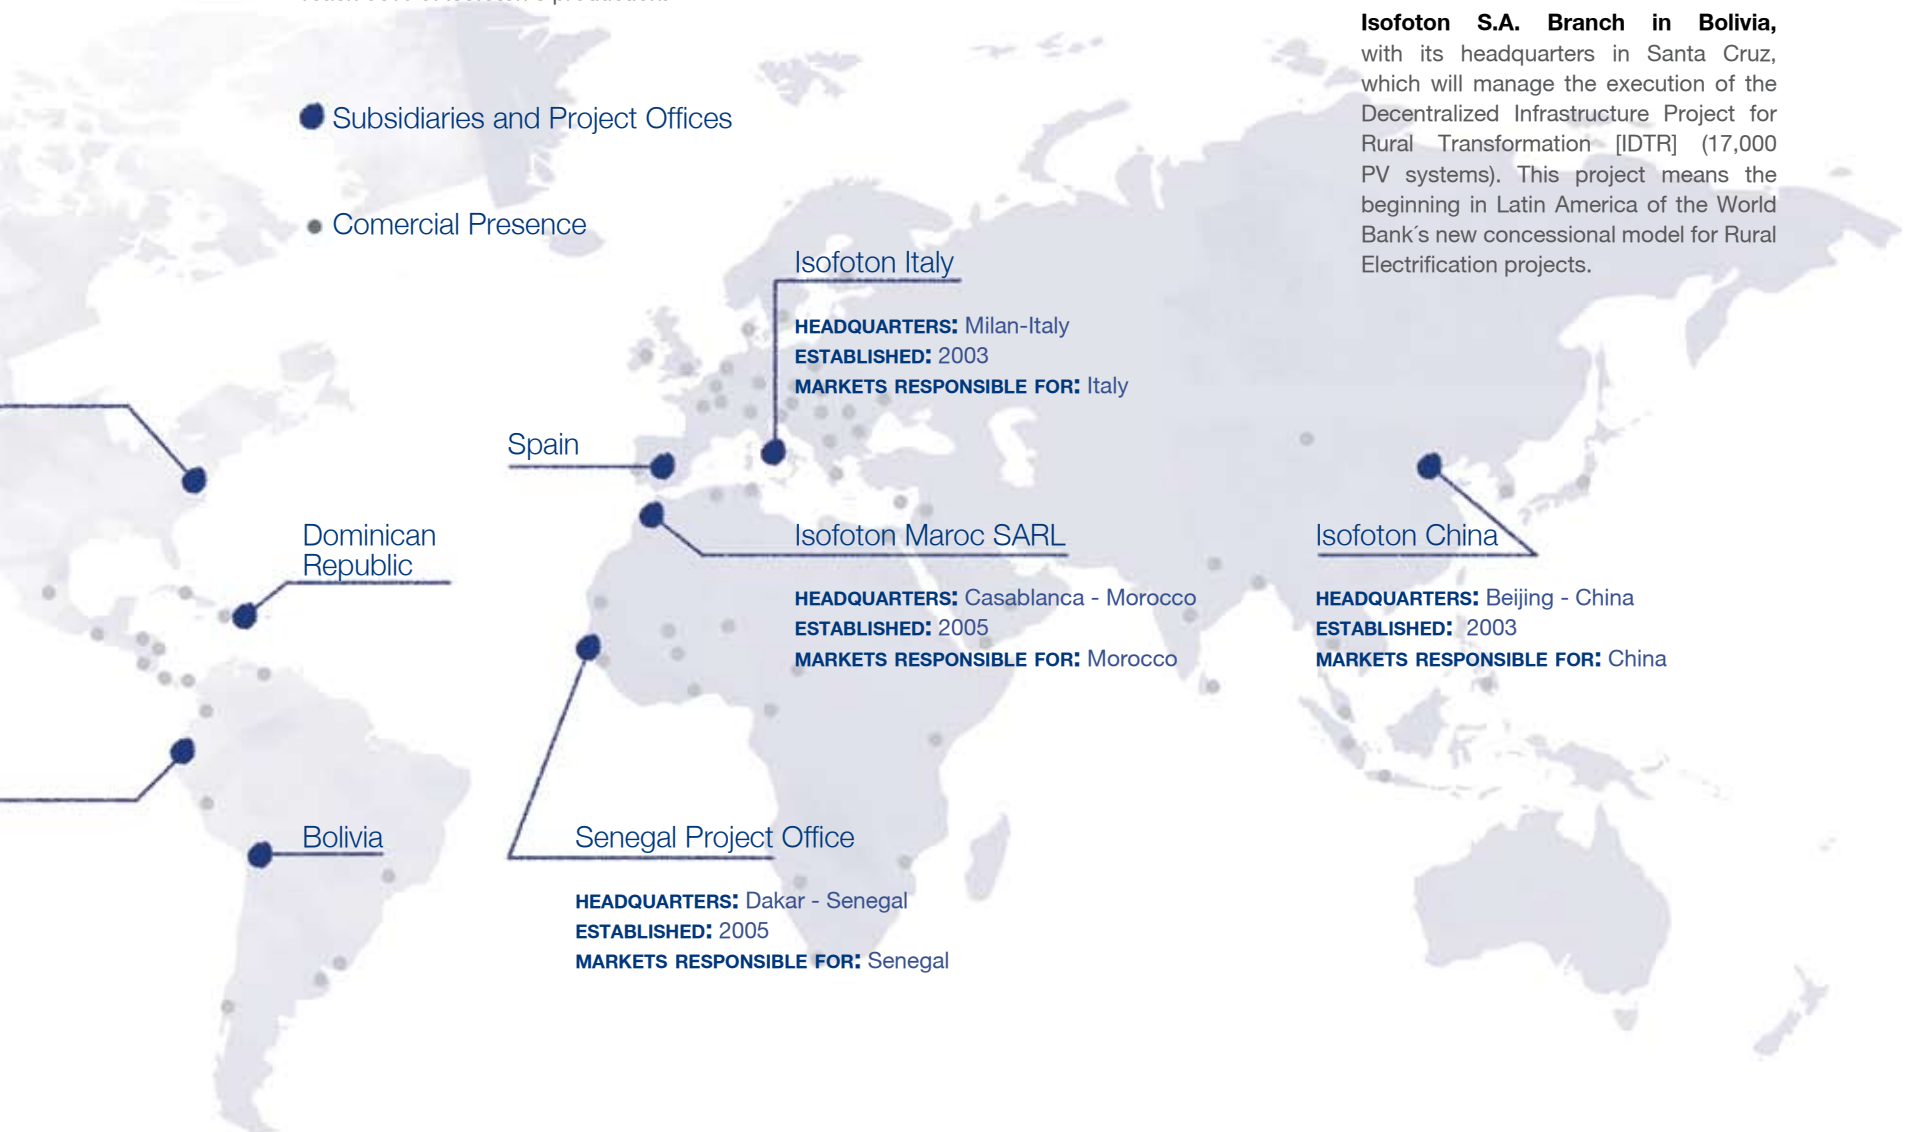 Isofoton S.A. Branch in Bolivia,
with its headquarters in Santa Cruz,
which will manage the execution of the
Decentralized Infrastructure Project for
Rural Transformation [IDTR] (17,000
PV systems). This project means the
beginning in Latin America of the World
Bank´s new concessional model for Rural
Electrification projects.
Subsidiaries and Project Offices
Comercial Presence
Isofoton Italy
HEADQUARTERS: Milan-Italy
ESTABLISHED: 2003
MARKETS RESPONSIBLE FOR: Italy
Spain
Dominican
Republic
Isofoton Maroc SARL
HEADQUARTERS: Casablanca - Morocco
ESTABLISHED: 2005
MARKETS RESPONSIBLE FOR: Morocco
Isofoton China
HEADQUARTERS: Beijing - China
ESTABLISHED: 2003
MARKETS RESPONSIBLE FOR: China
Bolivia
Senegal Project Office
HEADQUARTERS: Dakar - Senegal
ESTABLISHED: 2005
MARKETS RESPONSIBLE FOR: Senegal